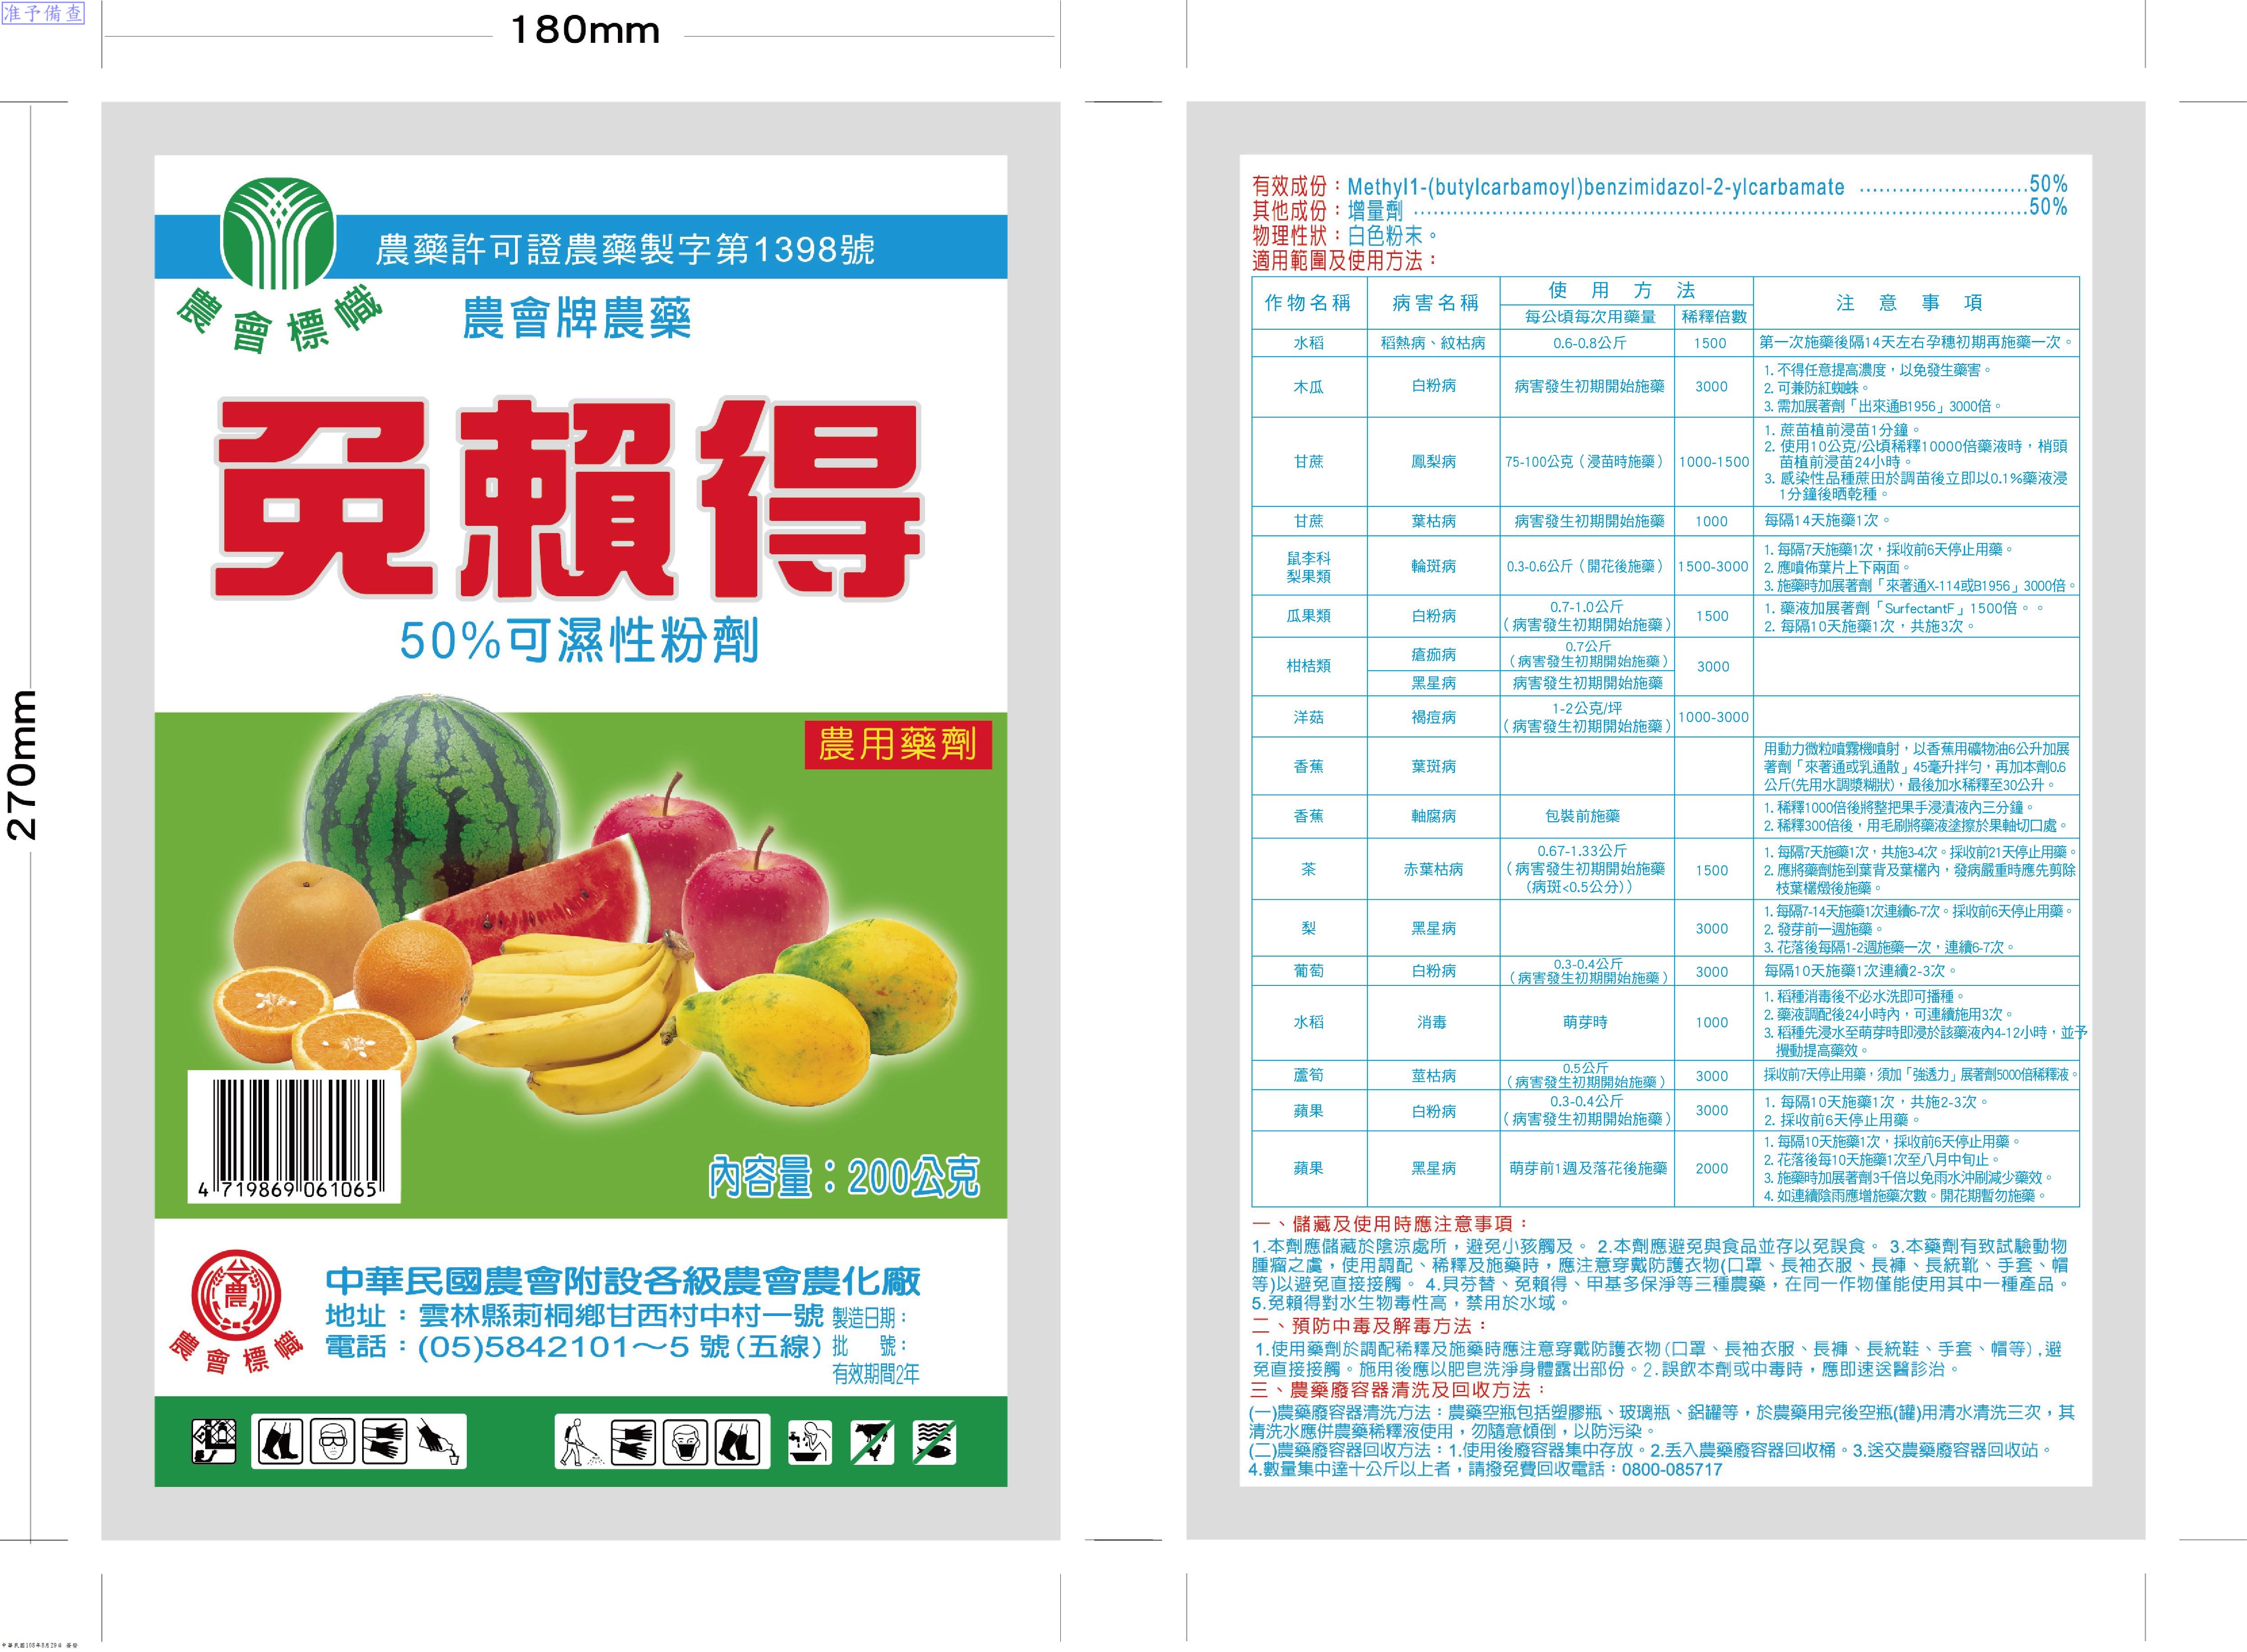 准予備查
180mm
270mm
農藥許可證農藥製字第1398號
農會標幟
農會牌農藥
免賴得
50%可濕性粉劑
農用藥劑
4 719869 061065
內容量：200公克
農
農會標幟
中華民國農會附設各級農會農化廠
地址：雲林縣莿桐鄉甘西村中村一號
電話：(05)5842101～5 號(五線)
製造日期：
批　號：
有效期間2年
有效成份：Methyl1-(butylcarbamoyl)benzimidazol-2-ylcarbamate ..........................50%
其他成份：增量劑 ..........................50%
物理性狀：白色粉末。
適用範圍及使用方法：
作物名稱 病害名稱 使用方法 注意事項
每公頃每次用藥量 稀釋倍數
水稻 稻熱病、紋枯病 0.6-0.8公斤 1500 第一次施藥後隔14天左右孕穗初期再施藥一次。
木瓜 白粉病 病害發生初期開始施藥 3000 1. 不得任意提高濃度，以免發生藥害。
2. 可兼防紅蜘蛛。
3. 需加展著劑「出來通B1956」3000倍。
甘蔗 鳳梨病 75-100公克（浸苗時施藥） 1000-1500 1. 蔗苗植前浸苗1分鐘。
2. 使用10公克/公頃稀釋10000倍藥液時，梢頭
苗植前浸苗24小時。
3. 感染性品種蔗田於調苗後立即以0.1%藥液浸
1分鐘後晒乾種。
甘蔗 葉枯病 病害發生初期開始施藥 1000 每隔14天施藥1次。
鼠李科
梨果類 輪斑病 0.3-0.6公斤（開花後施藥） 1500-3000 1. 每隔7天施藥1次，採收前6天停止用藥。
2. 應噴佈葉片上下兩面。
3. 施藥時加展著劑「來著通X-114或B1956」3000倍。
瓜果類 白粉病 0.7-1.0公斤
（病害發生初期開始施藥） 1500 1. 藥液加展著劑「SurfectantF」1500倍。。
2. 每隔10天施藥1次，共施3次。
柑桔類 瘡痂病 0.7公斤
（病害發生初期開始施藥） 3000
黑星病 病害發生初期開始施藥
洋菇 褐痘病 1-2公克/坪
（病害發生初期開始施藥） 1000-3000
香蕉 葉斑病 用動力微粒噴霧機噴射，以香蕉用礦物油6公升加展
著劑「來著通或乳通散」45毫升拌勻，再加本劑0.6
公斤(先用水調漿糊狀)，最後加水稀釋至30公升。
香蕉 軸腐病 包裝前施藥 1. 稀釋1000倍後將整把果手浸漬液內三分鐘。
2. 稀釋300倍後，用毛刷將藥液塗擦於果軸切口處。
茶 赤葉枯病 0.67-1.33公斤
（病害發生初期開始施藥
(病斑<0.5公分)） 1500 1. 每隔7天施藥1次，共施3-4次。採收前21天停止用藥。
2. 應將藥劑施到葉背及葉欉內，發病嚴重時應先剪除
枝葉欉燬後施藥。
梨 黑星病 3000 1. 每隔7-14天施藥1次連續6-7次。採收前6天停止用藥。
2. 發芽前一週施藥。
3. 花落後每隔1-2週施藥一次，連續6-7次。
葡萄 白粉病 0.3-0.4公斤
（病害發生初期開始施藥） 3000 每隔10天施藥1次連續2-3次。
水稻 消毒 萌芽時 1000 1. 稻種消毒後不必水洗即可播種。
2. 藥液調配後24小時內，可連續施用3次。
3. 稻種先浸水至萌芽時即浸於該藥液內4-12小時，並予
攪動提高藥效。
蘆筍 莖枯病 0.5公斤
（病害發生初期開始施藥） 3000 採收前7天停止用藥，須加「強透力」展著劑5000倍稀釋液。
蘋果 白粉病 0.3-0.4公斤
（病害發生初期開始施藥） 3000 1. 每隔10天施藥1次，共施2-3次。
2. 採收前6天停止用藥。
蘋果 黑星病 萌芽前1週及落花後施藥 2000 1. 每隔10天施藥1次，採收前6天停止用藥。
2. 花落後每10天施藥1次至八月中旬止。
3. 施藥時加展著劑3千倍以免雨水沖刷減少藥效。
4. 如連續陰雨應增施藥次數。開花期暫勿施藥。
一、儲藏及使用時應注意事項：
1.本劑應儲藏於陰涼處所，避免小孩觸及。 2.本劑應避免與食品並存以免誤食。 3.本藥劑有致試驗動物
腫瘤之虞，使用調配、稀釋及施藥時，應注意穿戴防護衣物(口罩、長袖衣服、長褲、長統靴、手套、帽
等)以避免直接接觸。 4.貝芬替、免賴得、甲基多保淨等三種農藥，在同一作物僅能使用其中一種產品。
5.免賴得對水生物毒性高，禁用於水域。
二、預防中毒及解毒方法：
1.使用藥劑於調配稀釋及施藥時應注意穿戴防護衣物(口罩、長袖衣服、長褲、長統鞋、手套、帽等),避
免直接接觸。施用後應以肥皂洗淨身體露出部份。2.誤飲本劑或中毒時，應即速送醫診治。
三、農藥廢容器清洗及回收方法：
(一)農藥廢容器清洗方法：農藥空瓶包括塑膠瓶、玻璃瓶、鋁罐等，於農藥用完後空瓶(罐)用清水清洗三次，其
清洗水應併農藥稀釋液使用，勿隨意傾倒，以防污染。
(二)農藥廢容器回收方法：1.使用後廢容器集中存放。2.丟入農藥廢容器回收桶。3.送交農藥廢容器回收站。
4.數量集中達十公斤以上者，請撥免費回收電話：0800-085717